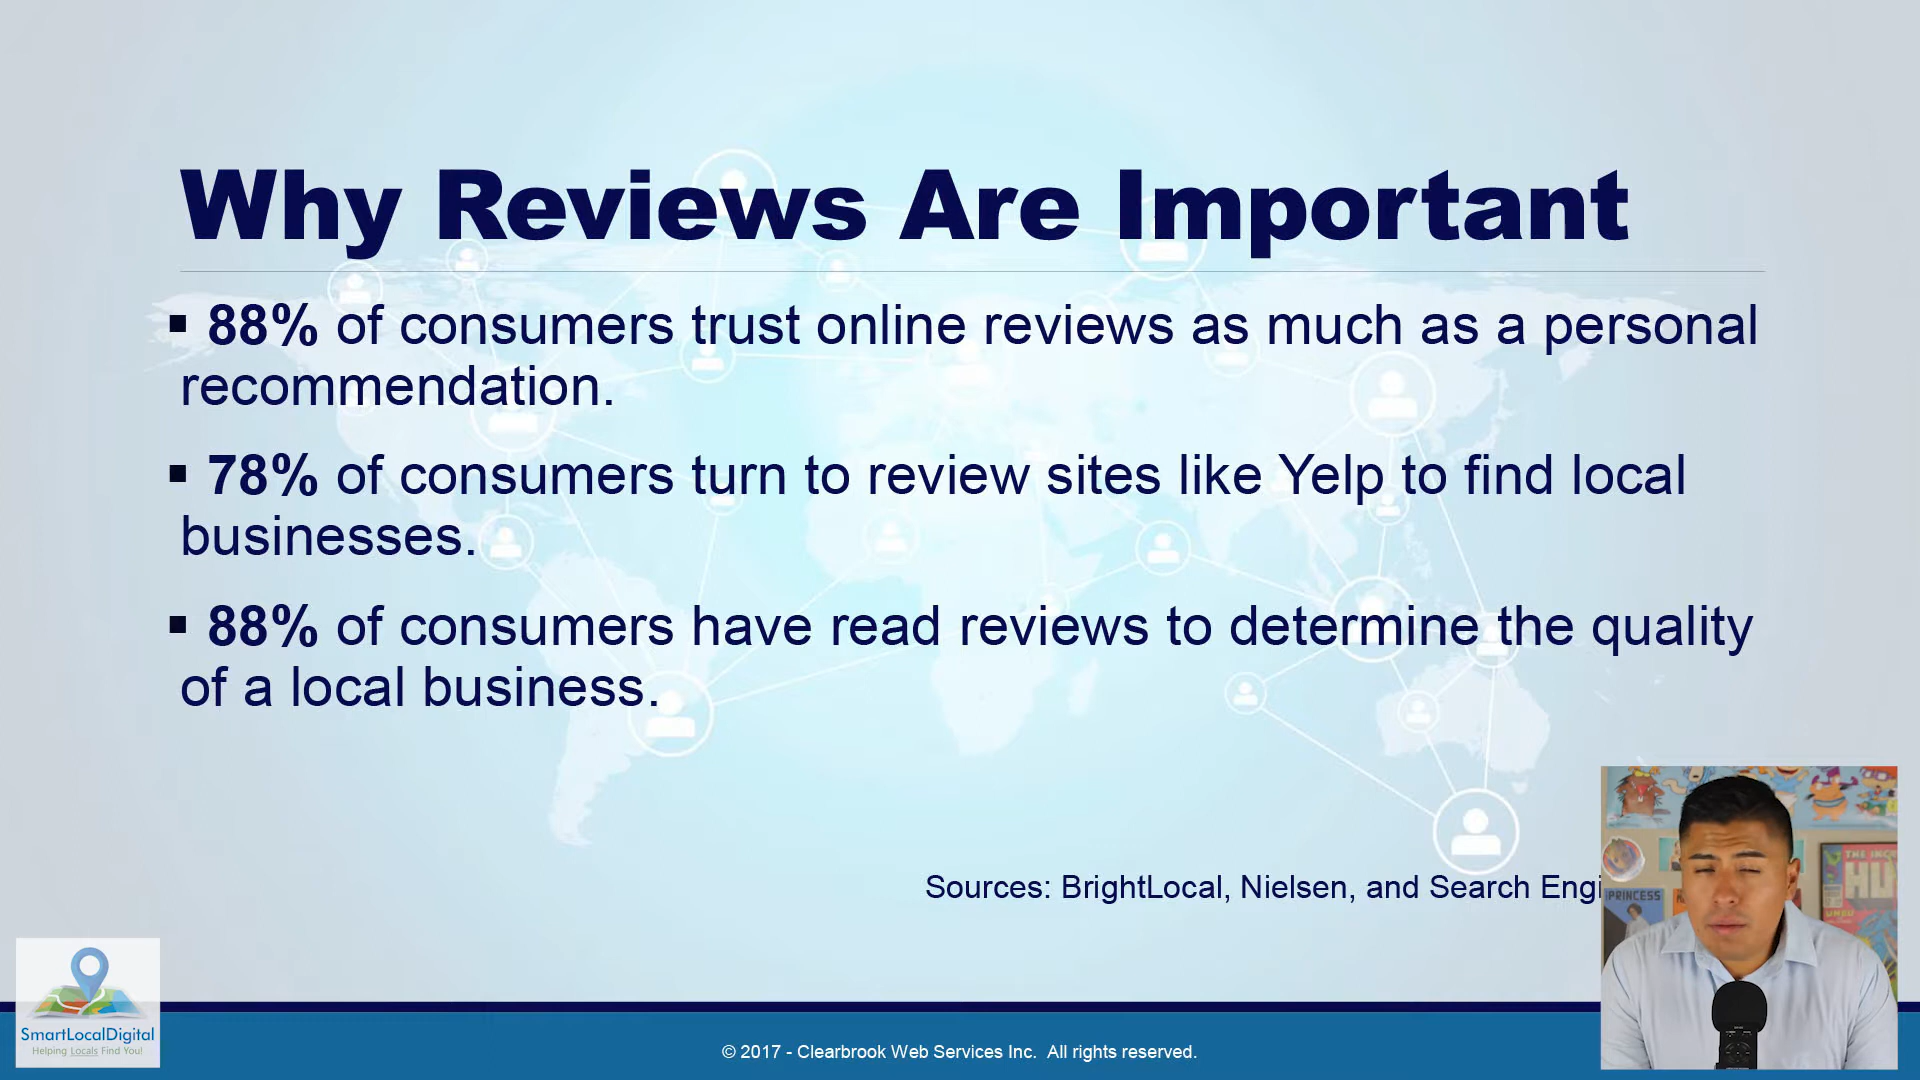 Why Reviews Are Important
▪ 88% of consumers trust online reviews as much as a personal
recommendation.
▪ 78% of consumers turn to review sites like Yelp to find local
businesses.
▪ 88% of consumers have read reviews to determine the quality
of a local business.
Sources: BrightLocal, Nielsen, and Search
THE
HU
PRINCESS
SmartLocalDigital
Helping Locals Find You!
© 2017 - Clearbrook Web Services Inc. All rights reserved.